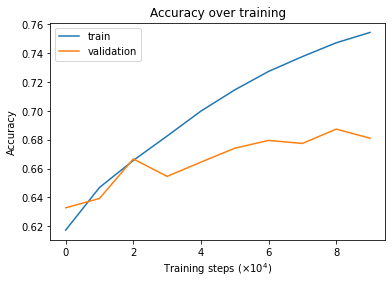 Accuracy over training
train
validation
Accuracy
0.76
0.74
0.72
0.70
0.68
0.66
0.64
0.62
0
2
4
6
8
Training steps (×10⁴)